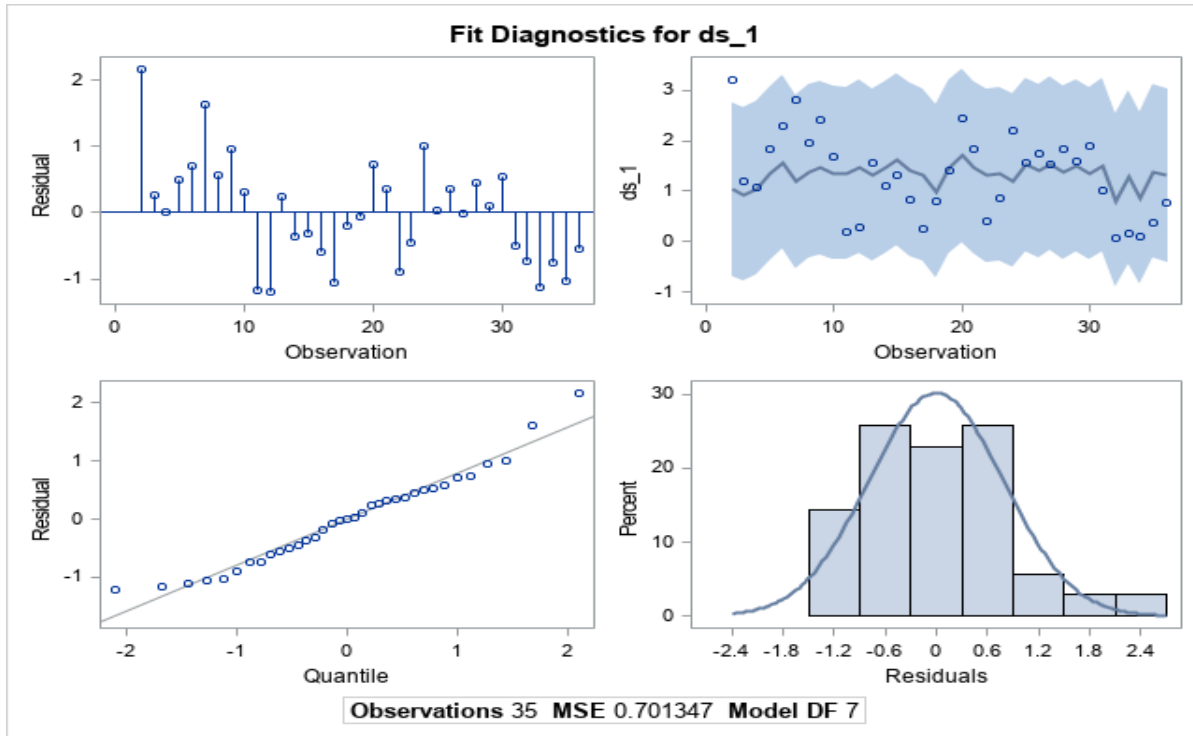 Fit Diagnostics for ds_1
Residual
2
1
0
-1
0 10 20 30
Observation
ds_1
3
2
1
0
-1
0 10 20 30
Observation
Residual
2
1
0
-1
-2 -1 0 1 2
Quantile
Percent
30
20
10
0
-2.4 -1.8 -1.2 -0.6 0 0.6 1.2 1.8 2.4
Residuals
Observations 35 MSE 0.701347 Model DF 7